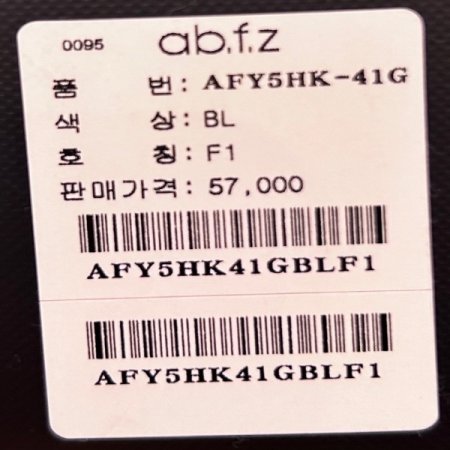 0095 ab.f.z
품 번: AFY5HK-41G
색 상: BL
호 칭: F1
판매가격: 57,000
AFY5HK41GBLF1
AFY5HK41GBLF1